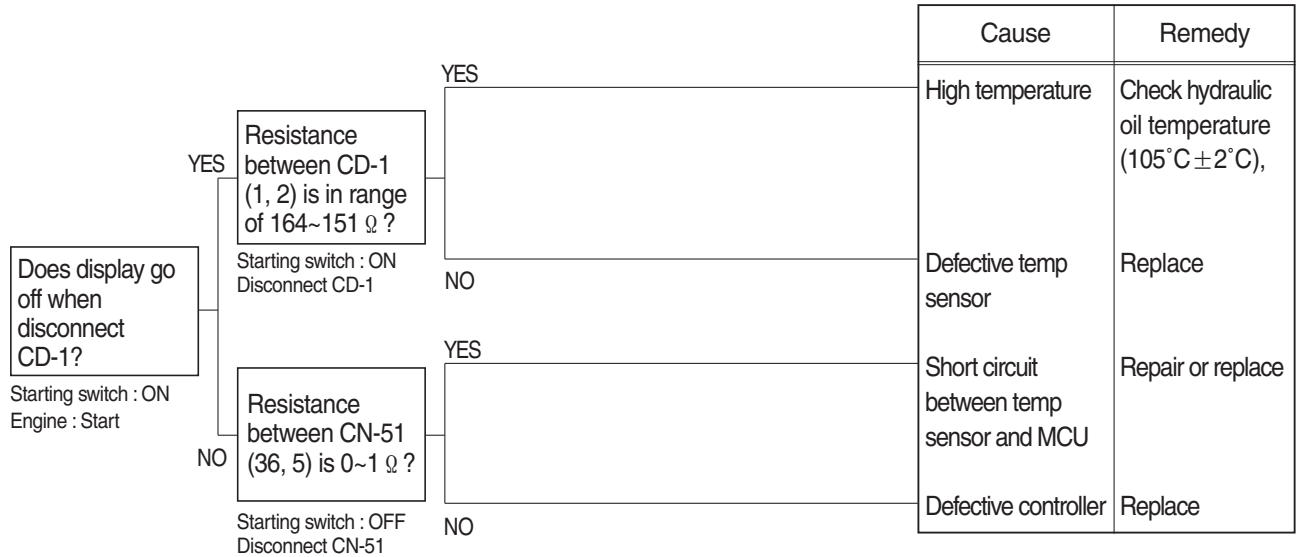 Cause
Remedy
YES
High temperature
Check hydraulic
oil temperature
(105˚C±2˚C),
Resistance
between CD-1
(1, 2) is in range
of 164~151 Ω ?
YES
Starting switch : ON
Disconnect CD-1
NO
Defective temp
sensor
Replace
Does display go
off when
disconnect
CD-1?
Starting switch : ON
Engine : Start
YES
Short circuit
between temp
sensor and MCU
Repair or replace
Resistance
between CN-51
(36, 5) is 0~1 Ω ?
NO
Starting switch : OFF
Disconnect CN-51
NO
Defective controller
Replace